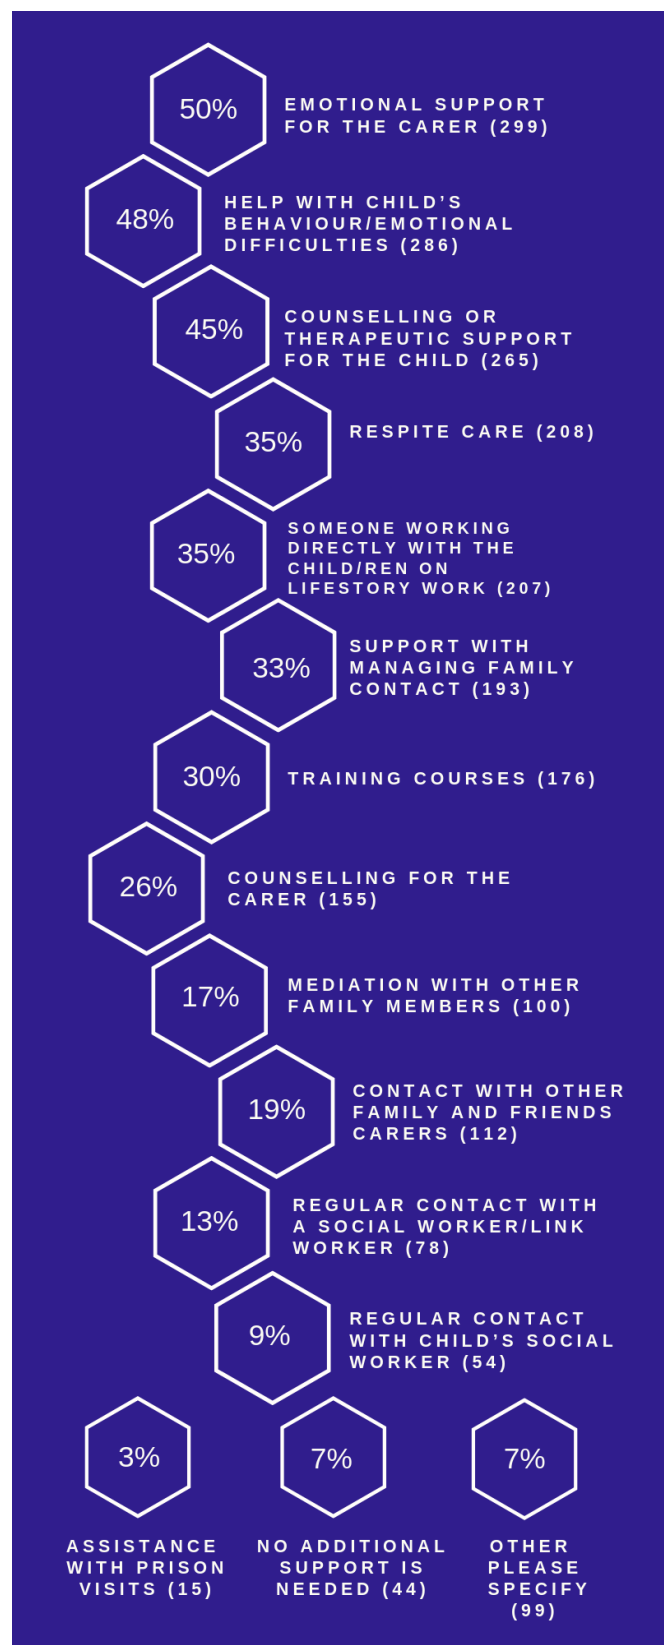 50%
EMOTIONAL SUPPORT
FOR THE CARER (299)
48%
HELP WITH CHILD’S
BEHAVIOUR/EMOTIONAL
DIFFICULTIES (286)
45%
COUNSELLING OR
THERAPEUTIC SUPPORT
FOR THE CHILD (265)
35%
RESPITE CARE (208)
35%
SOMEONE WORKING
DIRECTLY WITH THE
CHILD/REN ON
LIFESTORY WORK (207)
33%
SUPPORT WITH
MANAGING FAMILY
CONTACT (193)
30%
TRAINING COURSES (176)
26%
COUNSELLING FOR THE
CARER (155)
17%
MEDIATION WITH OTHER
FAMILY MEMBERS (100)
19%
CONTACT WITH OTHER
FAMILY AND FRIENDS
CARERS (112)
13%
REGULAR CONTACT WITH
A SOCIAL WORKER/LINK
WORKER (78)
9%
REGULAR CONTACT
WITH CHILD’S SOCIAL
WORKER (54)
3%
ASSISTANCE
WITH PRISON
VISITS (15)
7%
NO ADDITIONAL
SUPPORT IS
NEEDED (44)
7%
OTHER
PLEASE
SPECIFY
(99)